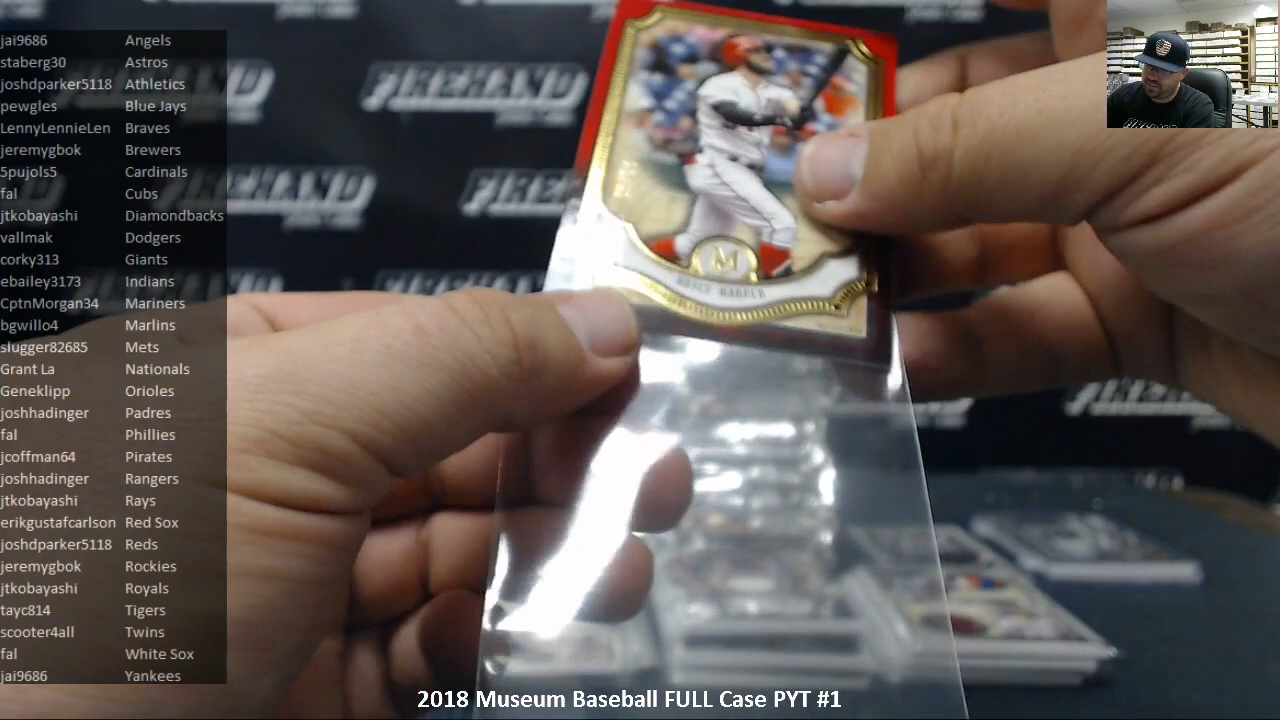 jai9686 Angels
staberg30 Astros
joshdparker5118 Athletics
pewgles Blue Jays
LennyLennieLen Braves
jeremygbok Brewers
5pujols5 Cardinals
fal Cubs
jtkobayashi Diamondbacks
vallmak Dodgers
corky313 Giants
ebailey3173 Indians
CptnMorgan34 Mariners
bgwillo4 Marlins
slugger82685 Mets
Grant La Nationals
Geneklipp Orioles
joshhadinger Padres
fal Phillies
jcoffman64 Pirates
joshhadinger Rangers
jtkobayashi Rays
erikgustafcarlson Red Sox
joshdparker5118 Reds
jeremygbok Rockies
jtkobayashi Royals
tayc814 Tigers
scooter4all Twins
fal White Sox
jai9686 Yankees
FIREHAND
FIREHAND
FIREHAND
M
BRYCE HARPER
2018 Museum Baseball FULL Case PYT #1